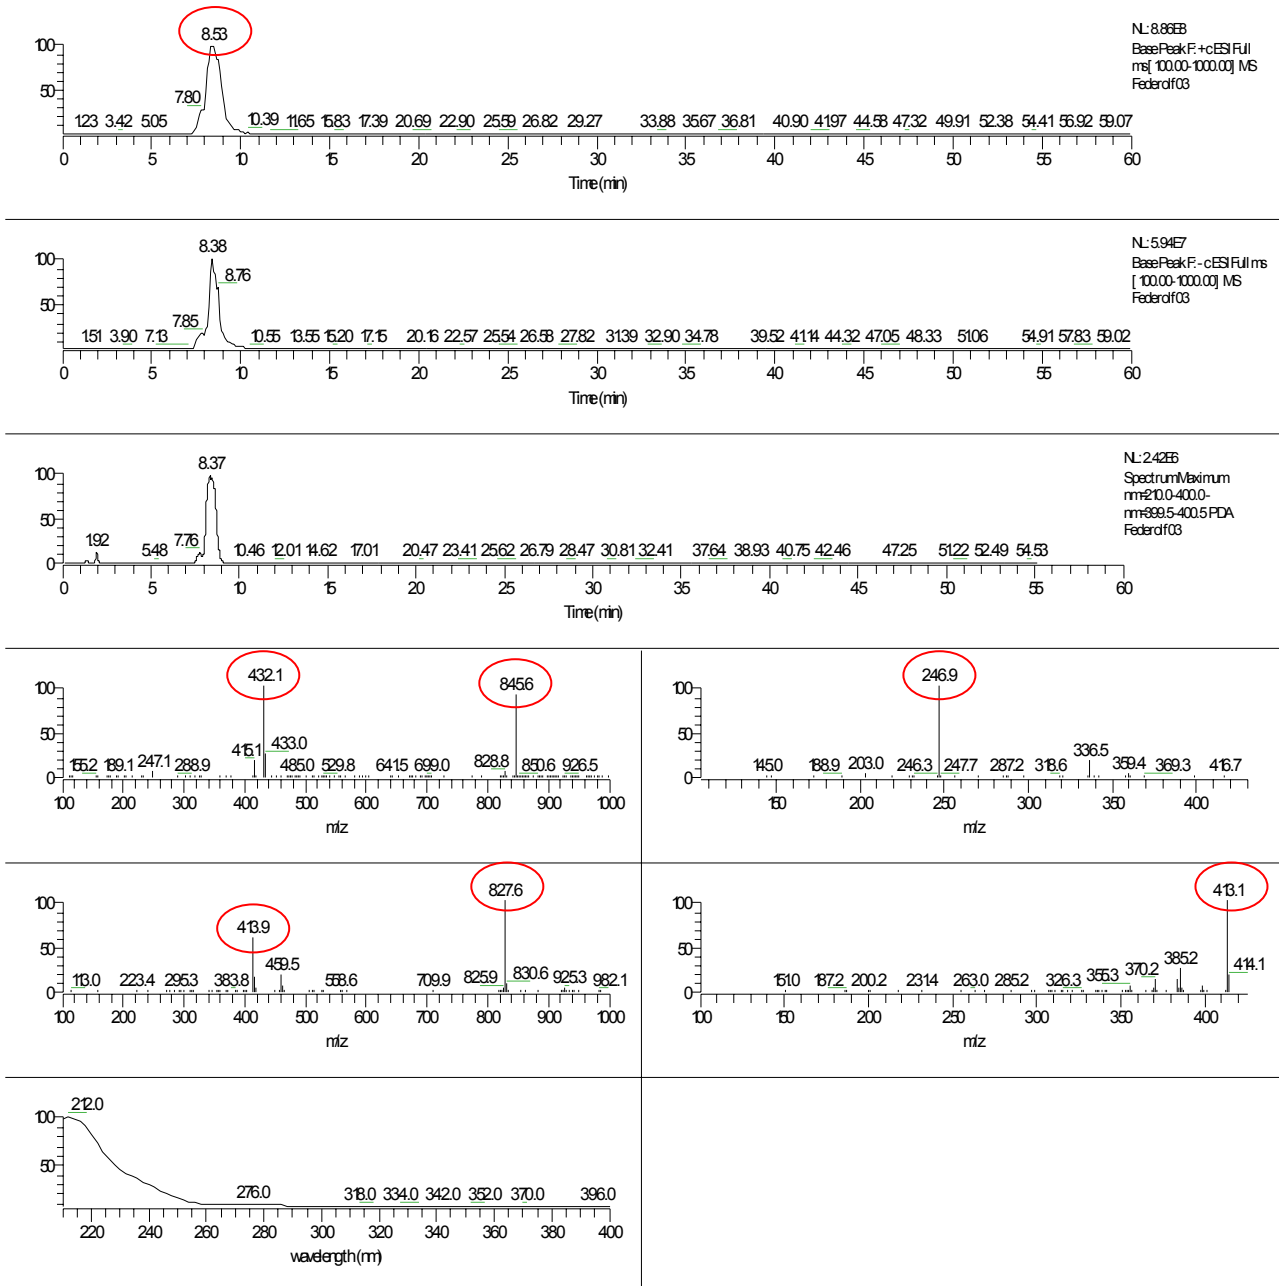 8.53
NL: 8.86E8
Base Peak F: + c ESI Full
ms [ 100.00-1000.00] MS
Federolf03
100
50
7.80
1.23 3.42 5.05 10.39 11.65 15.83 17.39 20.69 22.90 25.59 26.82 29.27 33.88 35.67 36.81 40.90 41.97 44.58 47.32 49.91 52.38 54.41 56.92 59.07
0 5 10 15 20 25 30 35 40 45 50 55 60
Time (min)
8.38
NL: 5.94E7
Base Peak F: - c ESI Full ms
[ 100.00-1000.00] MS
Federolf03
100
8.76
50
7.85
1.51 3.90 7.13 10.55 13.55 15.20 17.15 20.16 22.57 25.54 26.58 27.82 31.39 32.90 34.78 39.52 41.14 44.32 47.05 48.33 51.06 54.91 57.83 59.02
0 5 10 15 20 25 30 35 40 45 50 55 60
Time (min)
8.37
NL: 2.42E6
Spectrum Maximum
nm=210.0-400.0-
nm=399.5-400.5 PDA
Federolf03
100
50
1.92 7.76
5.48 10.46 12.01 14.62 17.01 20.47 23.41 25.62 26.79 28.47 30.81 32.41 37.64 38.93 40.75 42.46 47.25 51.22 52.49 54.53
0
0 5 10 15 20 25 30 35 40 45 50 55 60
Time (min)
432.1 845.6
100
50
415.1 433.0
155.2 189.1 247.1 288.9 485.0 529.8 641.5 699.0 828.8 850.6 926.5
0
100 200 300 400 500 600 700 800 900 1000
m/z
246.9
100
50
336.5
145.0 188.9 203.0 246.3 247.7 287.2 318.6 359.4 369.3 416.7
0
150 200 250 300 350 400
m/z
827.6
413.9
100
50
459.5
113.0 223.4 295.3 383.8 558.6 709.9 825.9 830.6 925.3 982.1
0
100 200 300 400 500 600 700 800 900 1000
m/z
413.1
100
50
385.2
370.2 414.1
151.0 187.2 200.2 231.4 263.0 285.2 326.3 355.3
0
100 150 200 250 300 350 400
m/z
212.0
100
50
276.0 318.0 334.0 342.0 352.0 370.0 396.0
220 240 260 280 300 320 340 360 380 400
wavelength (nm)